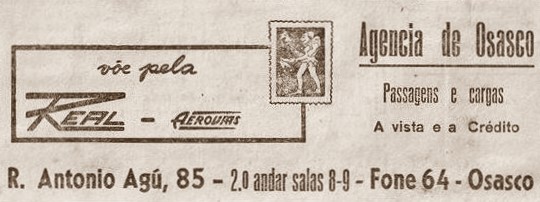 vôe pela
REAL - AEROVIAS
Agencia de Osasco
Passagens e cargas
A vista e a Crédito
R. Antonio Agú, 85 - 2.o andar salas 8-9 - Fone 64 - Osasco